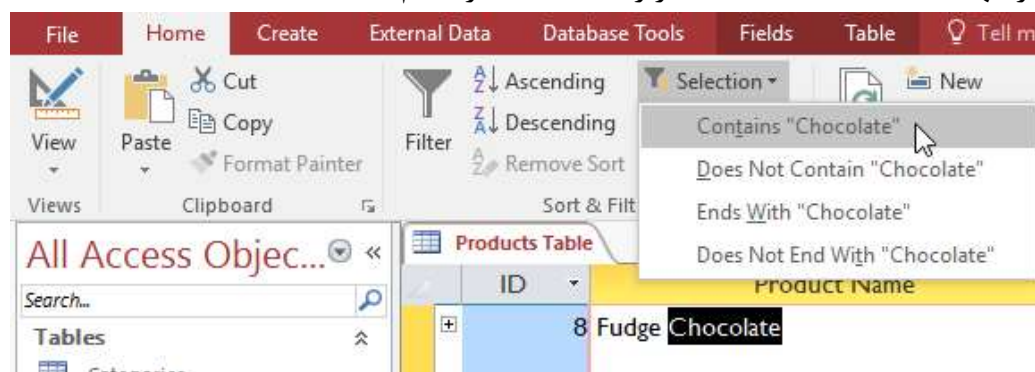 File Home Create External Data Database Tools Fields Table Tell m
Cut
Copy
Format Painter
View
Paste
Filter
Ascending
Descending
Remove Sort
Selection
New
Contains "Chocolate"
Does Not Contain "Chocolate"
Ends With "Chocolate"
Does Not End With "Chocolate"
Views Clipboard Sort & Filt
All Access Objec...
Search...
Tables
Products Table
ID Product Name
8 Fudge Chocolate